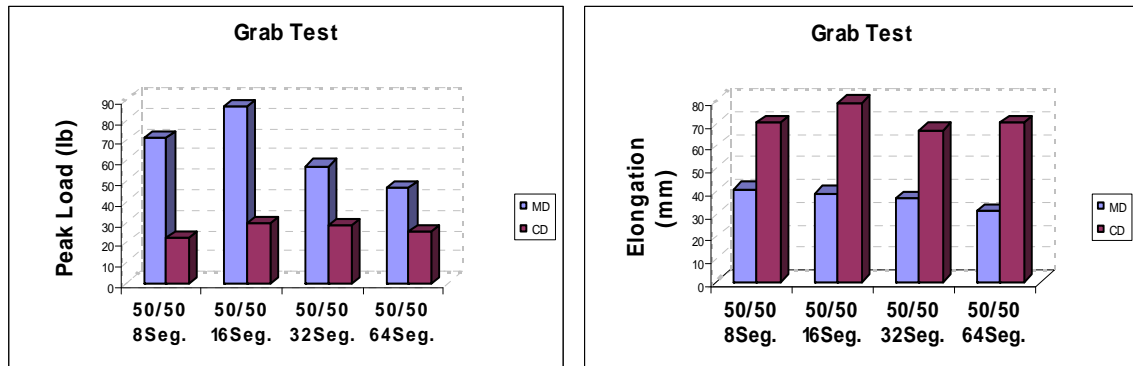 Grab Test
Peak Load (lb)
90
80
70
60
50
40
30
20
10
0
50/50 50/50 50/50 50/50
8Seg. 16Seg. 32Seg. 64Seg.
MD
CD
Grab Test
Elongation
(mm)
80
70
60
50
40
30
20
10
0
50/50 50/50 50/50 50/50
8Seg. 16Seg. 32Seg. 64Seg.
MD
CD